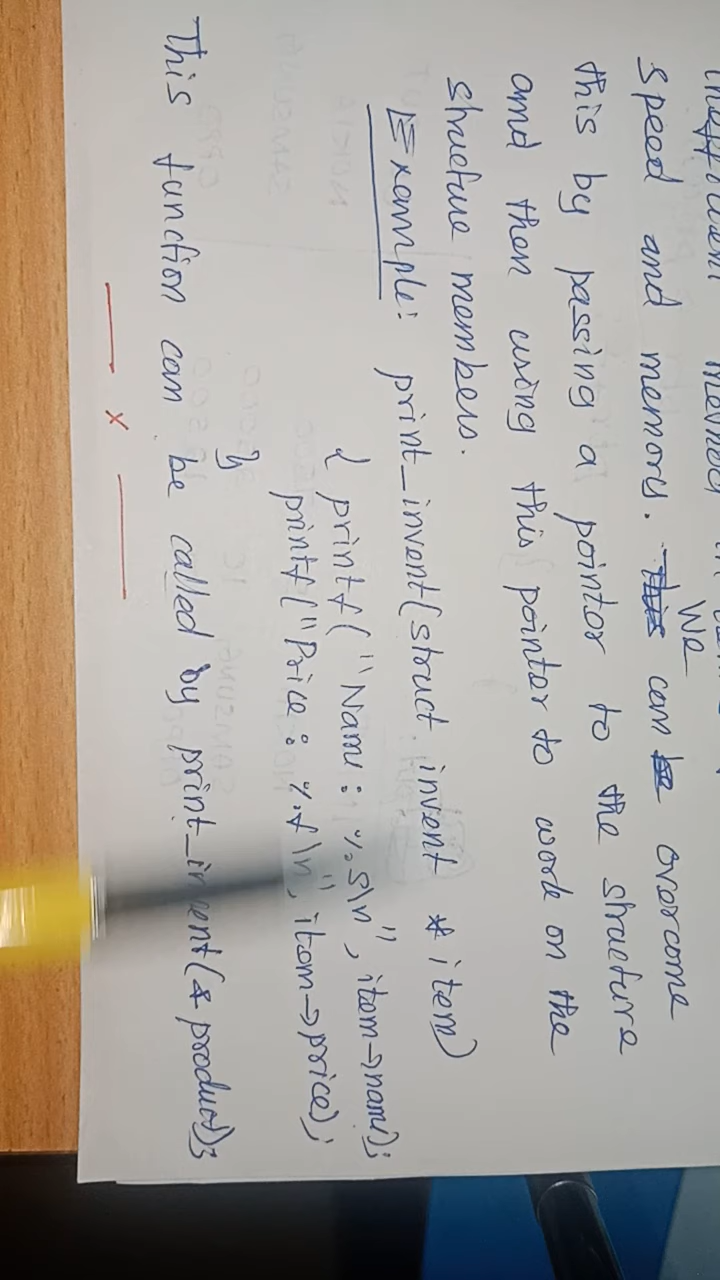 method in
speed and memory. We can overcome
this by passing a pointer to the structure
and then using this pointer to work on the
structure members.
Example: print_invent(struct invent *item)
{ printf("Name: %s\n", item→name);
printf("Price: %f\n", item→price);
}
This function can be called by print_invent(&product);
— x —